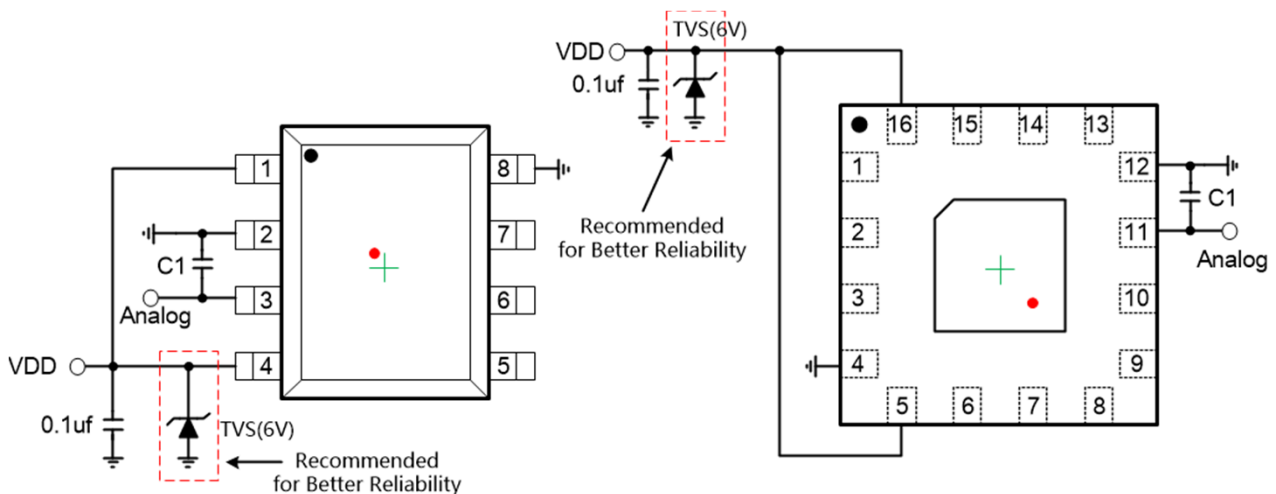 VDD
0.1uf
TVS(6V)
Recommended
for Better Reliability
1
2
3
4
8
7
6
5
C1
Analog
VDD
0.1uf
TVS(6V)
Recommended
for Better Reliability
16
15
14
13
1
2
3
4
12
11
10
9
5
6
7
8
C1
Analog